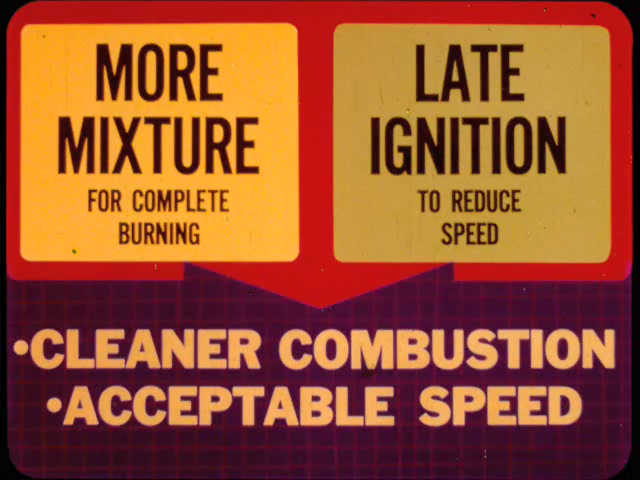 MORE
MIXTURE
FOR COMPLETE
BURNING
LATE
IGNITION
TO REDUCE
SPEED
•CLEANER COMBUSTION
•ACCEPTABLE SPEED